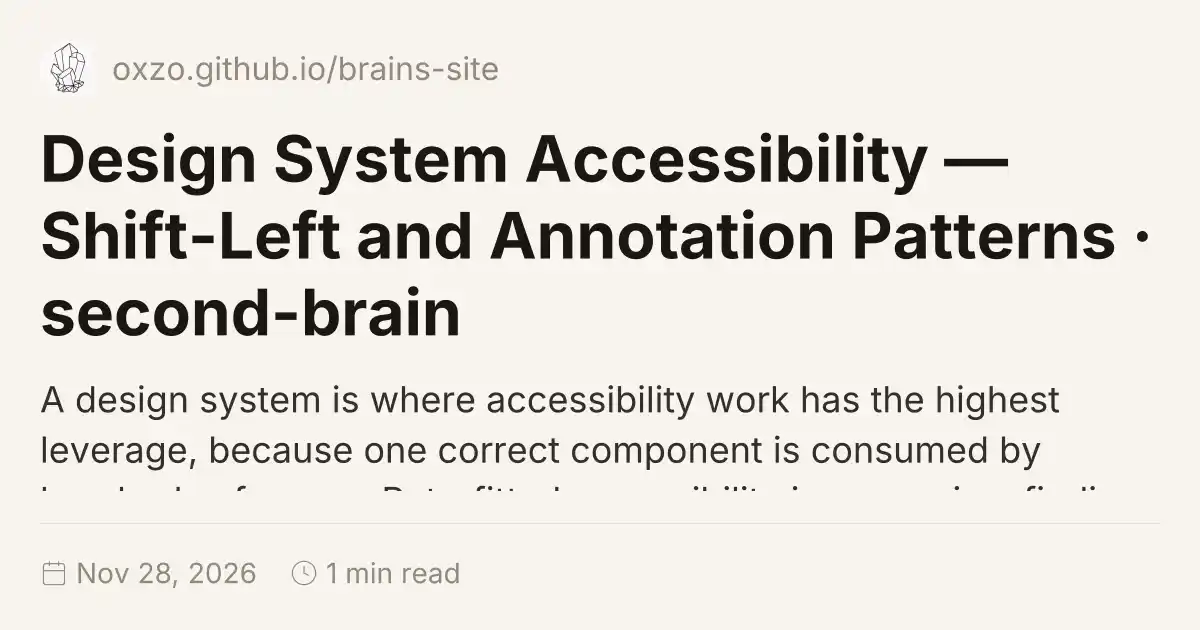 oxzo.github.io/brains-site
Design System Accessibility —
Shift-Left and Annotation Patterns ·
second-brain
A design system is where accessibility work has the highest
leverage, because one correct component is consumed by
Nov 28, 2026
1 min read